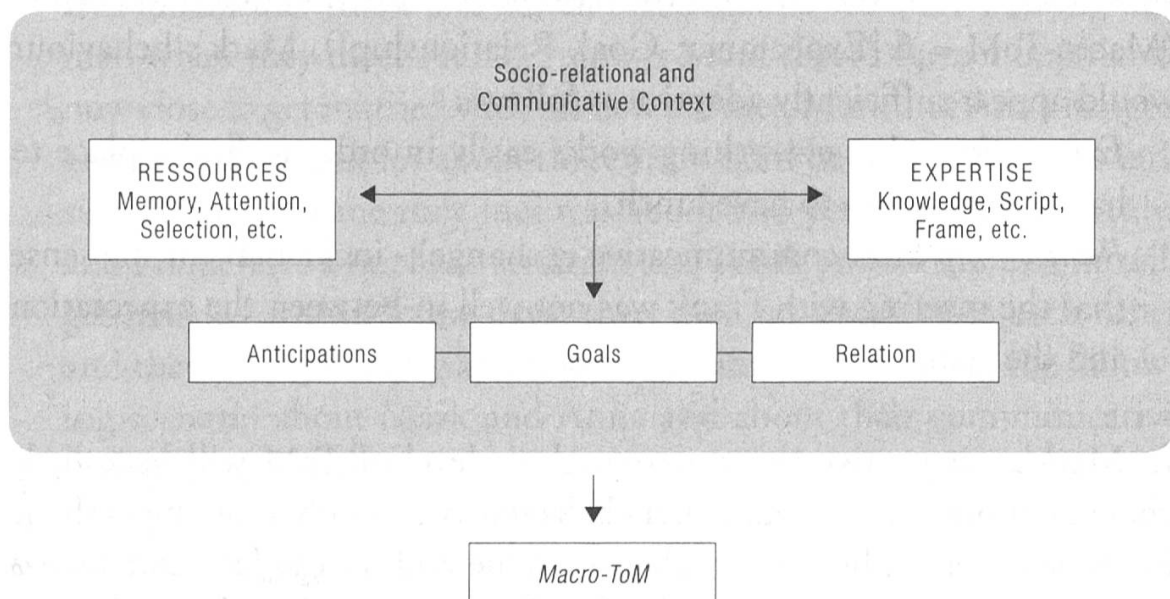 Socio-relational and
Communicative Context
RESSOURCES
Memory, Attention,
Selection, etc.
EXPERTISE
Knowledge, Script,
Frame, etc.
Anticipations
Goals
Relation
Macro-ToM